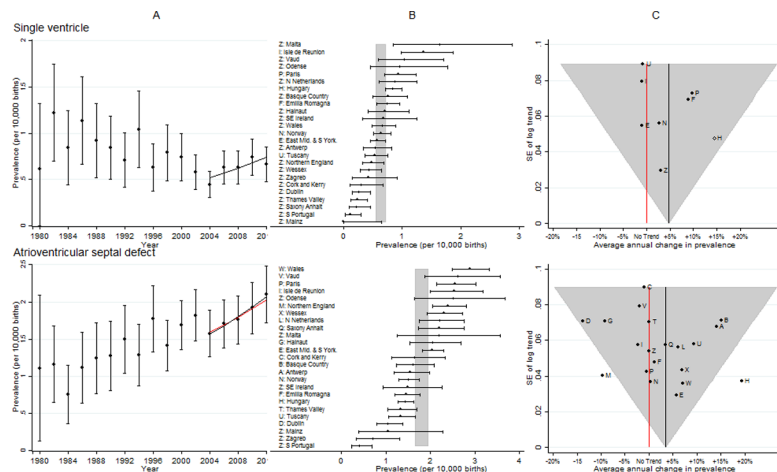 A B C
Single ventricle
Prevalence (per 10,000 births)
1.5
1
.5
0
1980 1984 1988 1992 1996 2000 2004 2008
Year
Z: Malta
I: Isle de Reunion
Z: Vaud
Z: Odense
P: Paris
Z: N Netherlands
H: Hungary
Z: Basque Country
F: Emilia Romagna
Z: Hainaut
Z: SE Ireland
Z: Wales
N: Norway
E: East Mid. & S York.
Z: Antwerp
U: Tuscany
Z: Northern England
Z: Wessex
Z: Zagreb
Z: Cork and Kerry
Z: Dublin
Z: Thames Valley
Z: Saxony Anhalt
Z: S Portugal
Z: Mainz
0 1 2 3
Prevalence (per 10,000 births)
SE of log trend
.1
.08
.06
.04
.02
0
U
I
P
F
E
N
H
Z
-20% -15 -10% -5% No Trend +5% +10% +15% +20%
Average annual change in prevalence
Atrioventricular septal defect
Prevalence (per 10,000 births)
1980 1984 1988 1992 1996 2000 2004 2008
Year
W: Wales
V: Vaud
P: Paris
I: Isle de Reunion
Z: Odense
M: Northern England
X: Wessex
L: N Netherlands
Q: Saxony Anhalt
Z: Malta
G: Hainaut
E: East Mid. & S York.
C: Cork and Kerry
B: Basque Country
A: Antwerp
N: Norway
Z: SE Ireland
F: Emilia Romagna
H: Hungary
T: Thames Valley
U: Tuscany
D: Dublin
Z: Mainz
Z: Zagreb
Z: S Portugal
0 1 2 3 4
Prevalence (per 10,000 births)
SE of log trend
.1
.08
.06
.04
.02
0
C
V
D G T B
A
I Z Q L U
C
M P X
N W H
E
-20% -15 -10% -5% No Trend +5% +10% +15% +20%
Average annual change in prevalence